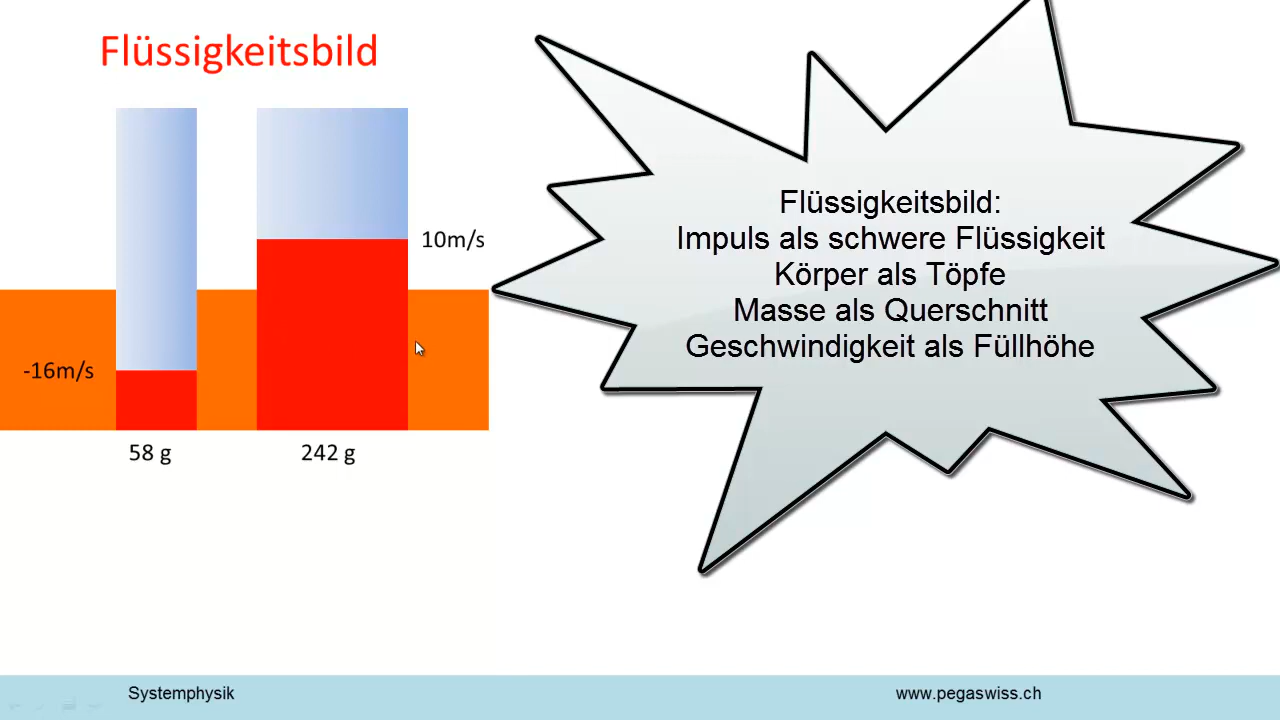 Flüssigkeitsbild
10m/s
-16m/s
58 g
242 g
Flüssigkeitsbild:
Impuls als schwere Flüssigkeit
Körper als Töpfe
Masse als Querschnitt
Geschwindigkeit als Füllhöhe
Systemphysik
www.pegaswiss.ch